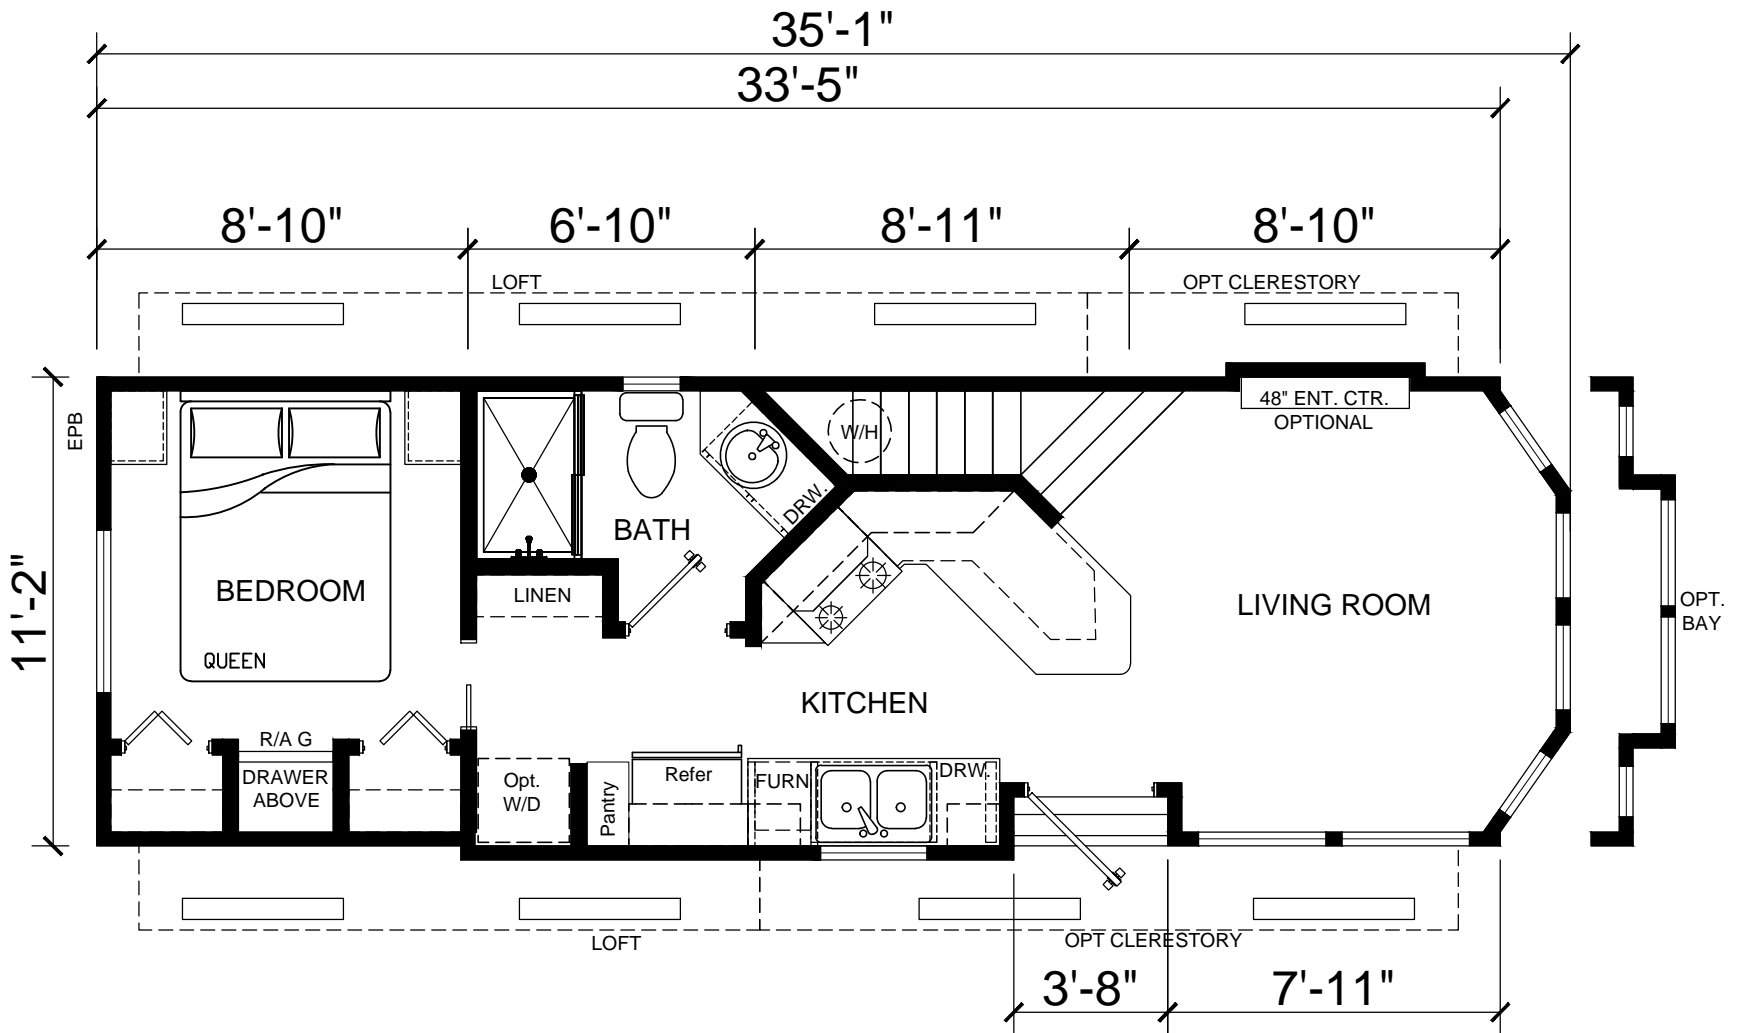 35'-1"
33'-5"
8'-10"
6'-10"
8'-11"
8'-10"
LOFT
OPT CLERESTORY
48" ENT. CTR.
OPTIONAL
EPB
W/H
DRW.
BATH
BEDROOM
LINEN
LIVING ROOM
OPT.
BAY
11'-2"
QUEEN
KITCHEN
R/A G
DRAWER
ABOVE
Opt.
W/D
Pantry
Refer
FURN
DRW.
LOFT
OPT CLERESTORY
3'-8"
7'-11"